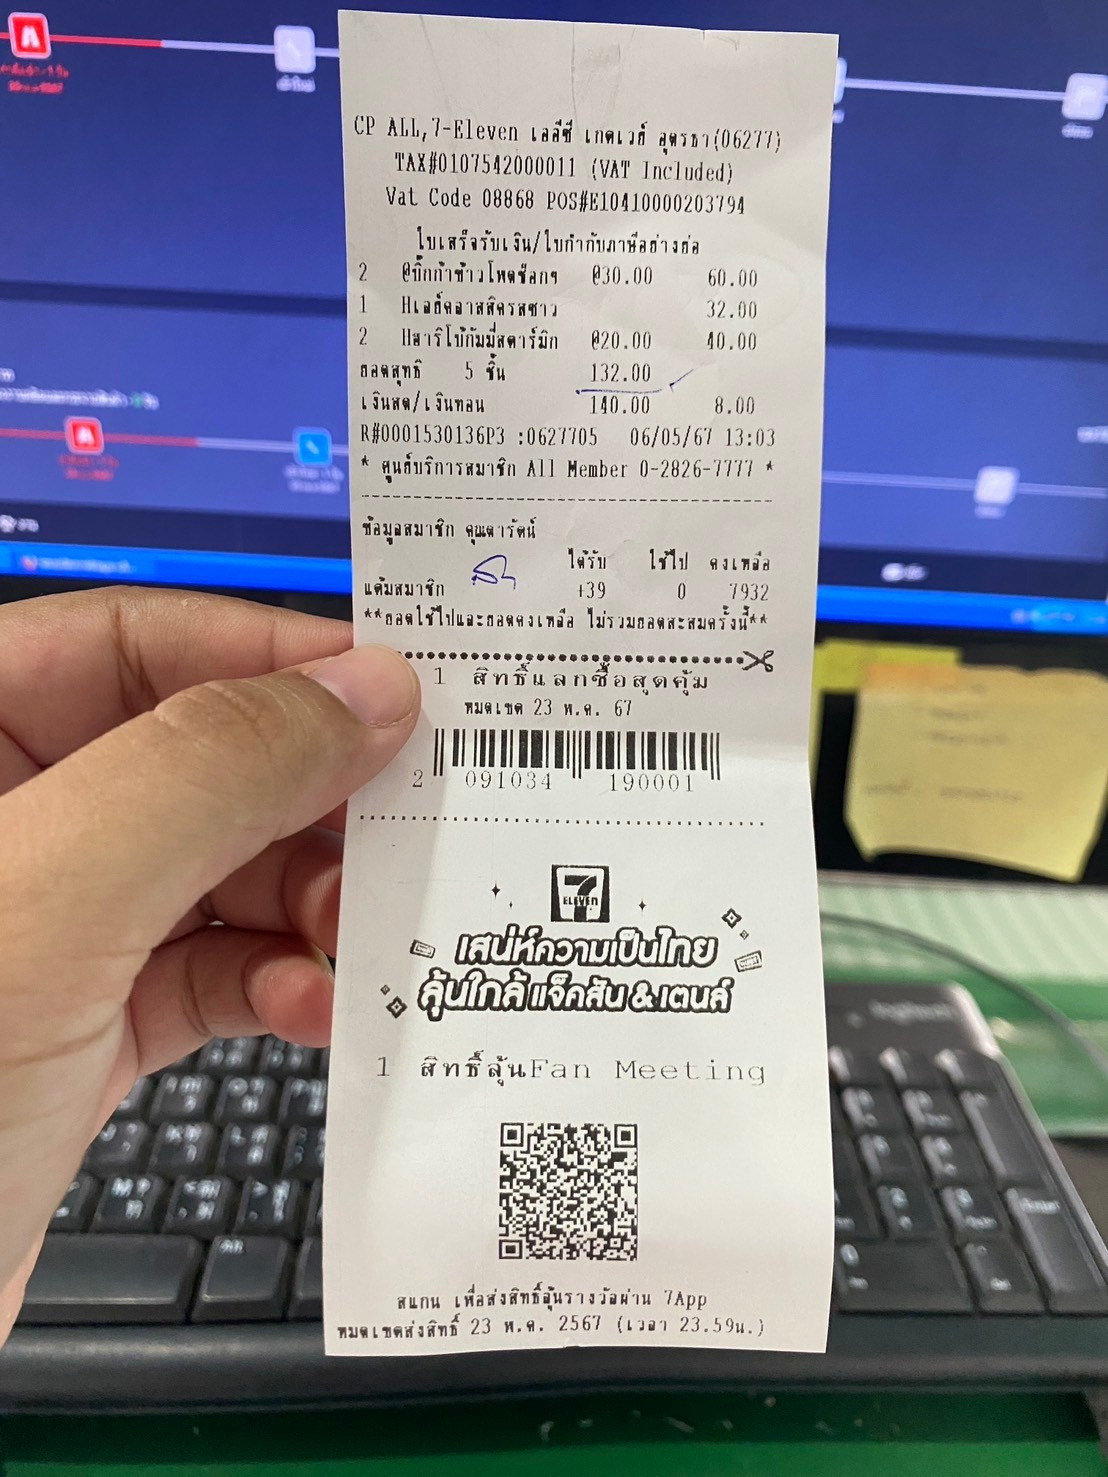 CP ALL,7-Eleven เลอีซี่ เกตเวย์ อุดรธา(06277)
TAX#0107542000011 (VAT Included)
Vat Code 08868 POS#E10410000203794
ใบเสร็จรับเงิน/ใบกำกับภาษีอย่างย่อ
2 @ทิ๊กก้าข้าวโพดช็อกฯ @30.00 60.00
1 Hเลย์คลาสสิครสซาว 32.00
2 Hฮาริโบ้กัมมี่สตาร์มิก @20.00 40.00
ยอดสุทธิ 5 ชิ้น 132.00
เงินสด/เงินทอน 140.00 8.00
R#0001530136P3 :0627705 06/05/67 13:03
* ศูนย์บริการสมาชิก All Member 0-2826-7777 *
ข้อมูลสมาชิก คุณดารัตน์
ได้รับ ใช้ไป คงเหลือ
แต้มสมาชิก +39 0 7932
**ยอดใช้ไปและยอดคงเหลือ ไม่รวมยอดสะสมครั้งนี้**
1 สิทธิ์แลกซื้อสุดคุ้ม
หมดเขต 23 พ.ค. 67
2 091034 190001
7 ELEVEn
เสน่ห์ความเป็นไทย
ลุ้นใกล้ แจ็คสัน & เตนล์
1 สิทธิ์ลุ้นFan Meeting
สแกน เพื่อส่งสิทธิ์ลุ้นรางวัลผ่าน 7App
หมดเขตส่งสิทธิ์ 23 พ.ค. 2567 (เวลา 23.59น.)